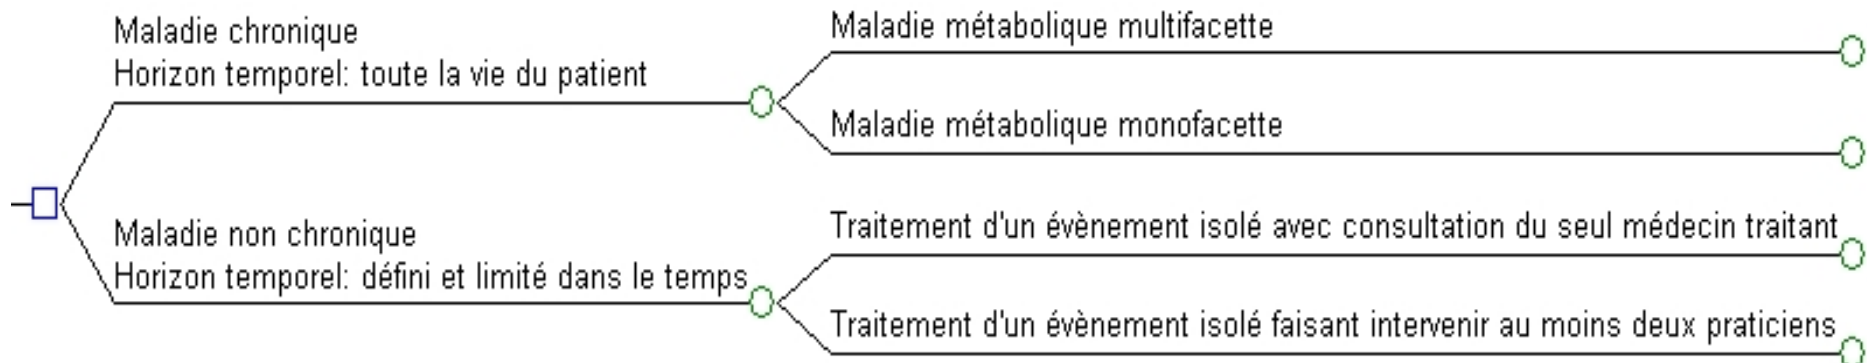 Maladie chronique
Horizon temporel: toute la vie du patient
Maladie métabolique multifacette
Maladie métabolique monofacette
Maladie non chronique
Horizon temporel: défini et limité dans le temps
Traitement d'un évènement isolé avec consultation du seul médecin traitant
Traitement d'un évènement isolé faisant intervenir au moins deux praticiens